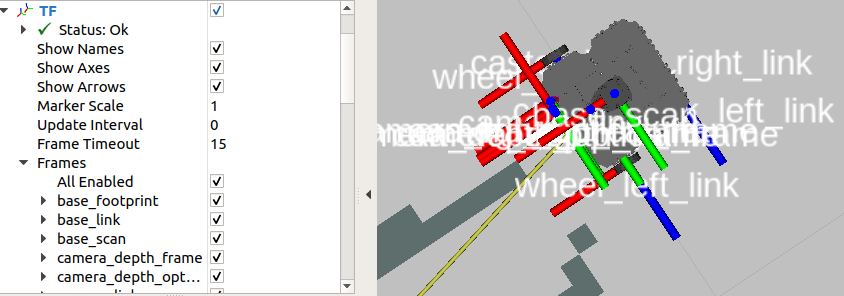 TF
Status: Ok
Show Names
Show Axes
Show Arrows
Marker Scale 1
Update Interval 0
Frame Timeout 15
Frames
All Enabled
base_footprint
base_link
base_scan
camera_depth_frame
camera_depth_opt...
right_link
wheel_
base_scan_left_link
wheel_left_link